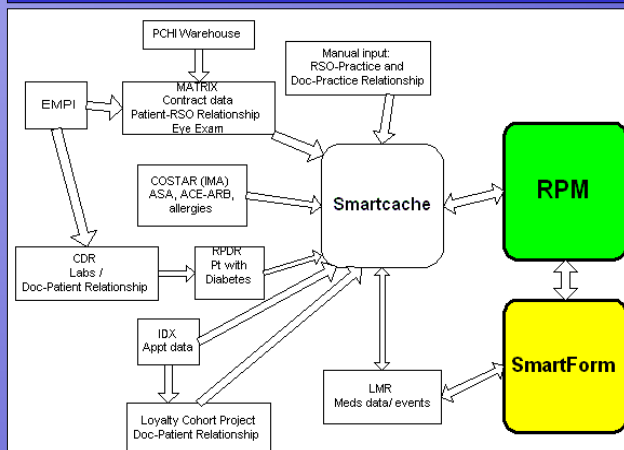 PCHI Warehouse
Manual input:
RSO-Practice and
Doc-Practice Relationship
EMPI
MATRIX
Contract data
Patient-RSO Relationship
Eye Exam
COSTAR (IMA)
ASA, ACE-ARB,
allergies
Smartcache
RPM
CDR
Labs /
Doc-Patient Relationship
RPDR
Pt with
Diabetes
IDX
Appt data
SmartForm
LMR
Meds data/ events
Loyalty Cohort Project
Doc-Patient Relationship